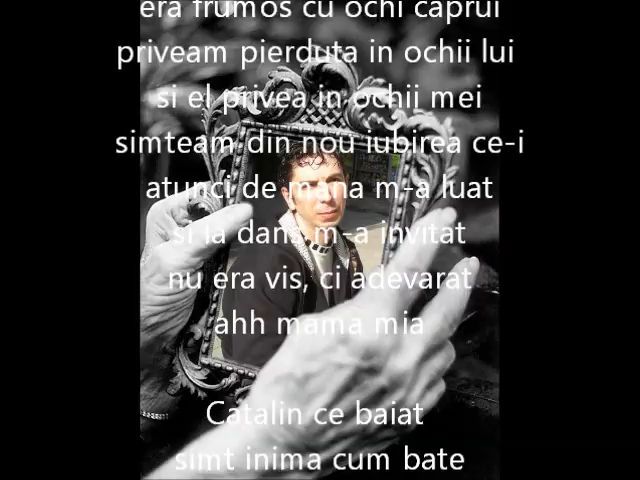 era frumos cu ochi caprui
priveam pierduta in ochii lui
si el privea in ochii mei
simteam din nou iubirea ce-i
atunci de mana m-a luat
si la dans m-a invitat
nu era vis, ci adevarat
ahh mama mia
Catalin ce baiat
simt inima cum bate